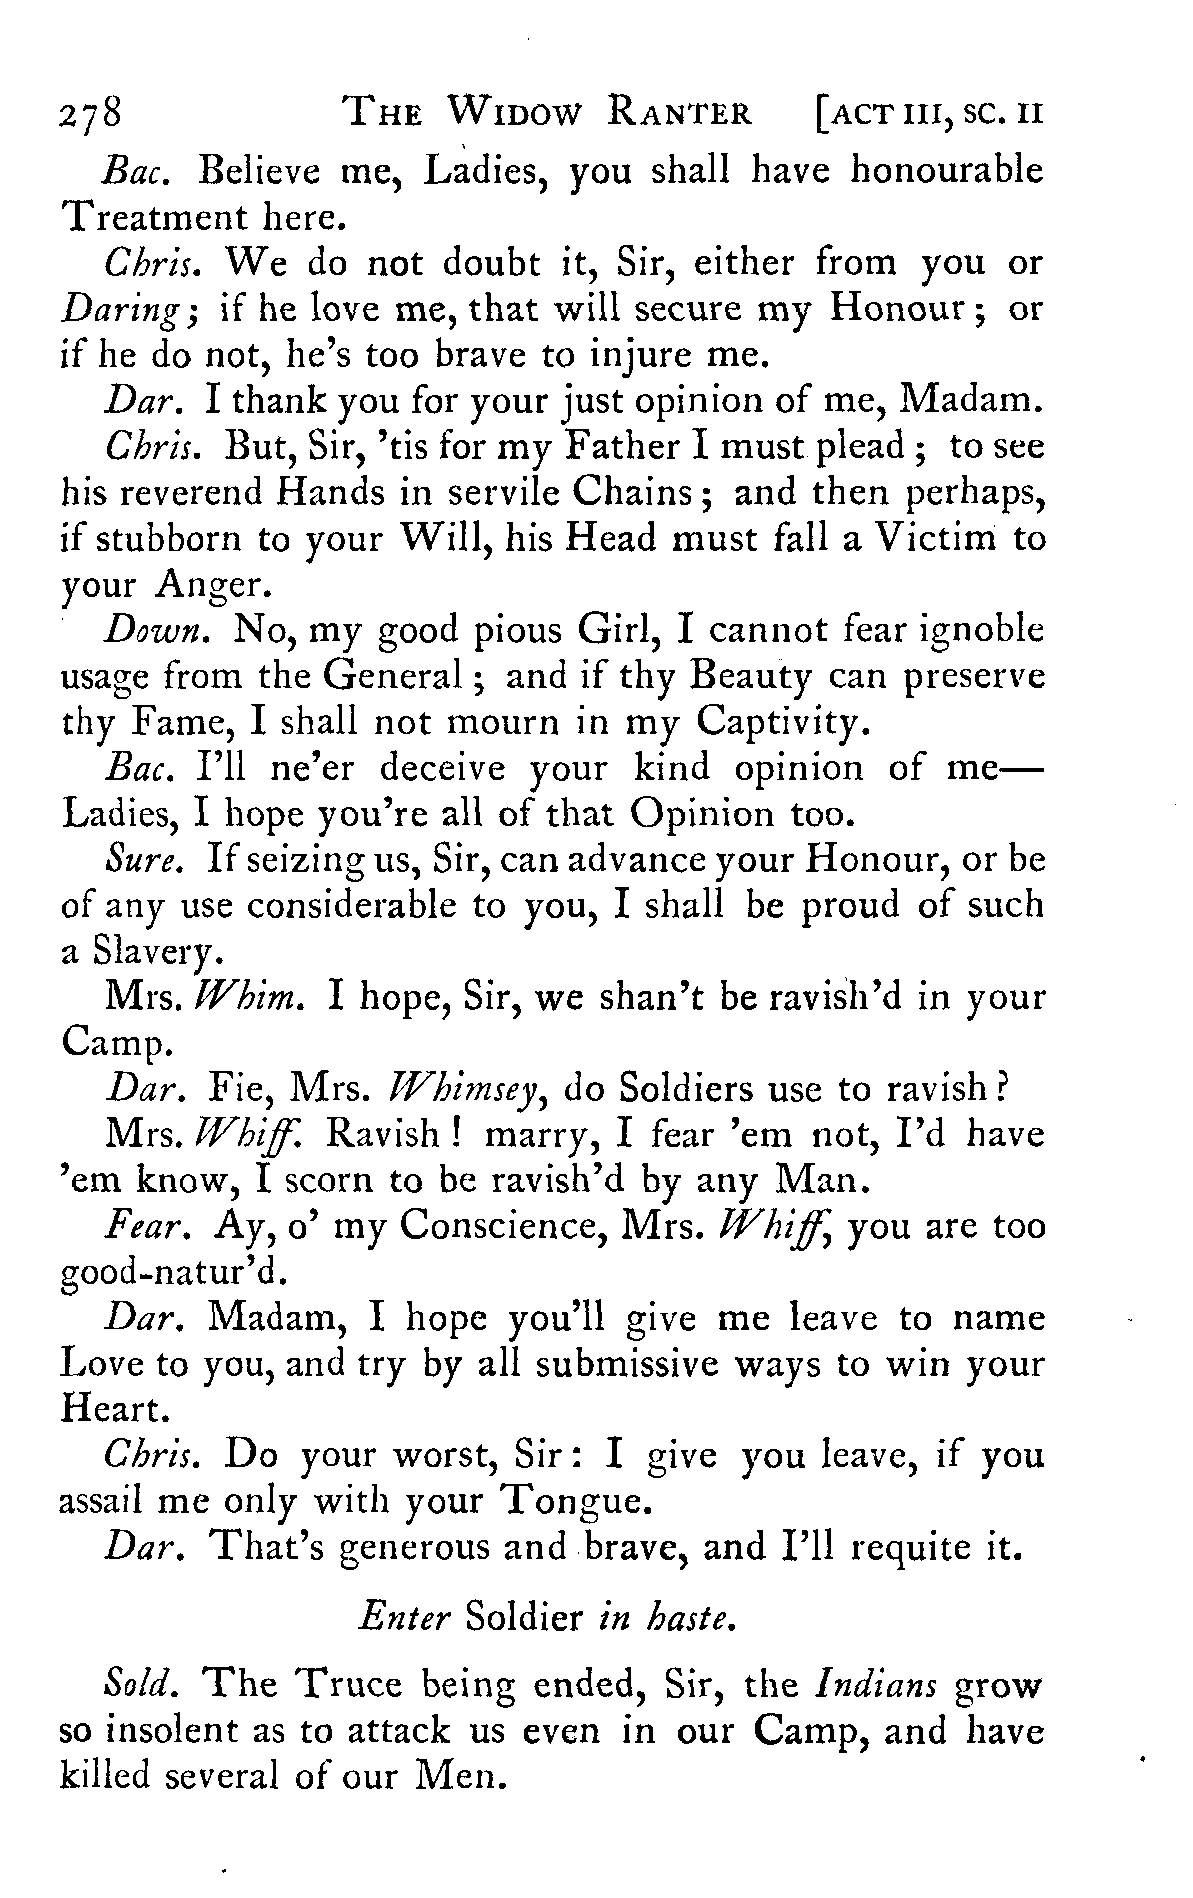 278 THE WIDOW RANTER [ACT III, SC. II
Bac. Believe me, Ladies, you shall have honourable
Treatment here.
Chris. We do not doubt it, Sir, either from you or
Daring; if he love me, that will secure my Honour; or
if he do not, he's too brave to injure me.
Dar. I thank you for your just opinion of me, Madam.
Chris. But, Sir, 'tis for my Father I must plead; to see
his reverend Hands in servile Chains; and then perhaps,
if stubborn to your Will, his Head must fall a Victim to
your Anger.
Down. No, my good pious Girl, I cannot fear ignoble
usage from the General; and if thy Beauty can preserve
thy Fame, I shall not mourn in my Captivity.
Bac. I'll ne'er deceive your kind opinion of me—
Ladies, I hope you're all of that Opinion too.
Sure. If seizing us, Sir, can advance your Honour, or be
of any use considerable to you, I shall be proud of such
a Slavery.
Mrs. Whim. I hope, Sir, we shan't be ravish'd in your
Camp.
Dar. Fie, Mrs. Whimsey, do Soldiers use to ravish?
Mrs. Whiff. Ravish! marry, I fear 'em not, I'd have
'em know, I scorn to be ravish'd by any Man.
Fear. Ay, o' my Conscience, Mrs. Whiff, you are too
good-natur'd.
Dar. Madam, I hope you'll give me leave to name
Love to you, and try by all submissive ways to win your
Heart.
Chris. Do your worst, Sir: I give you leave, if you
assail me only with your Tongue.
Dar. That's generous and brave, and I'll requite it.
Enter Soldier in haste.
Sold. The Truce being ended, Sir, the Indians grow
so insolent as to attack us even in our Camp, and have
killed several of our Men.